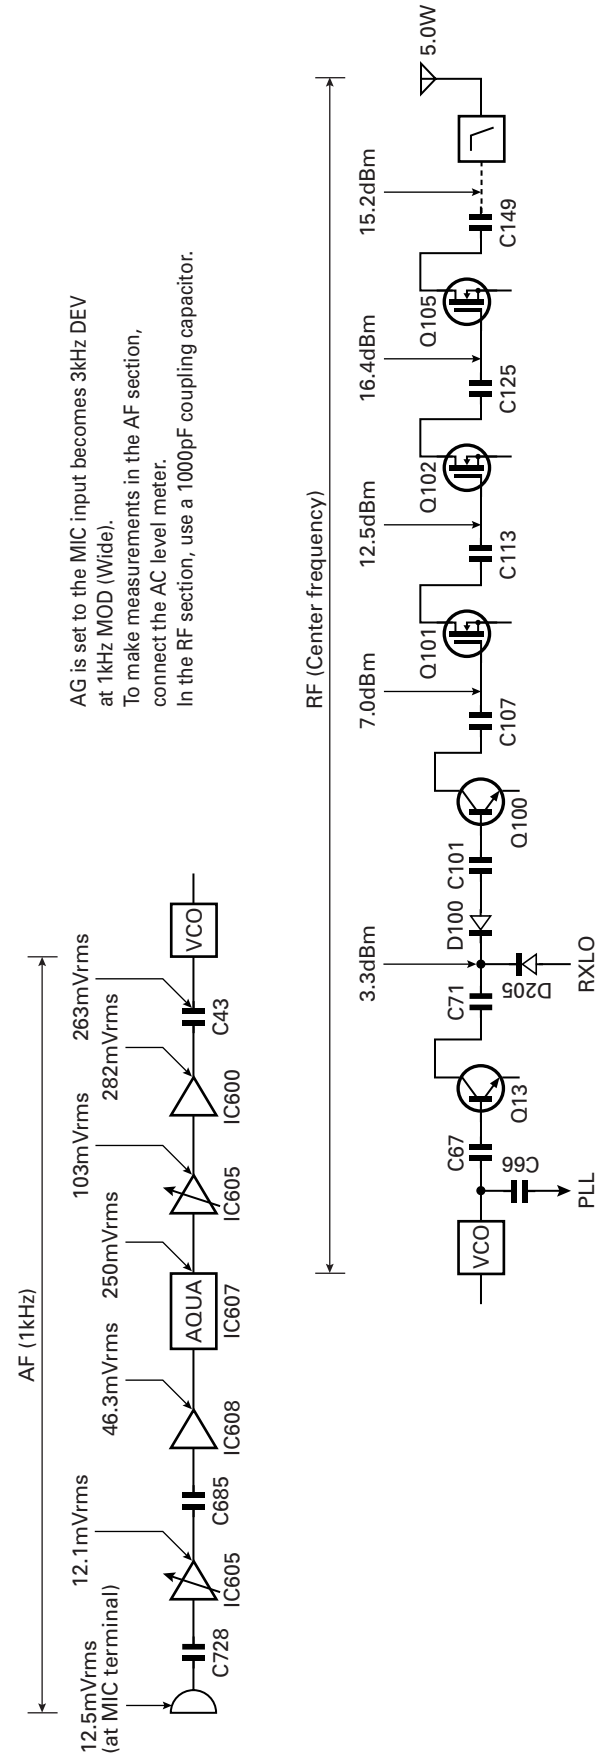 AF (1kHz)
12.5mVrms
(at MIC terminal)
12.1mVrms
46.3mVrms
250mVrms
103mVrms
282mVrms
263mVrms
C728
IC605
C685
IC608
AQUA
IC607
IC605
IC600
C43
VCO
AG is set to the MIC input becomes 3kHz DEV
at 1kHz MOD (Wide).
To make measurements in the AF section,
connect the AC level meter.
In the RF section, use a 1000pF coupling capacitor.
RF (Center frequency)
3.3dBm
7.0dBm
12.5dBm
16.4dBm
15.2dBm
5.0W
VCO
PLL
C66
C67
Q13
C71
D205
RXLO
D100
C101
Q100
C107
Q101
C113
Q102
C125
Q105
C149